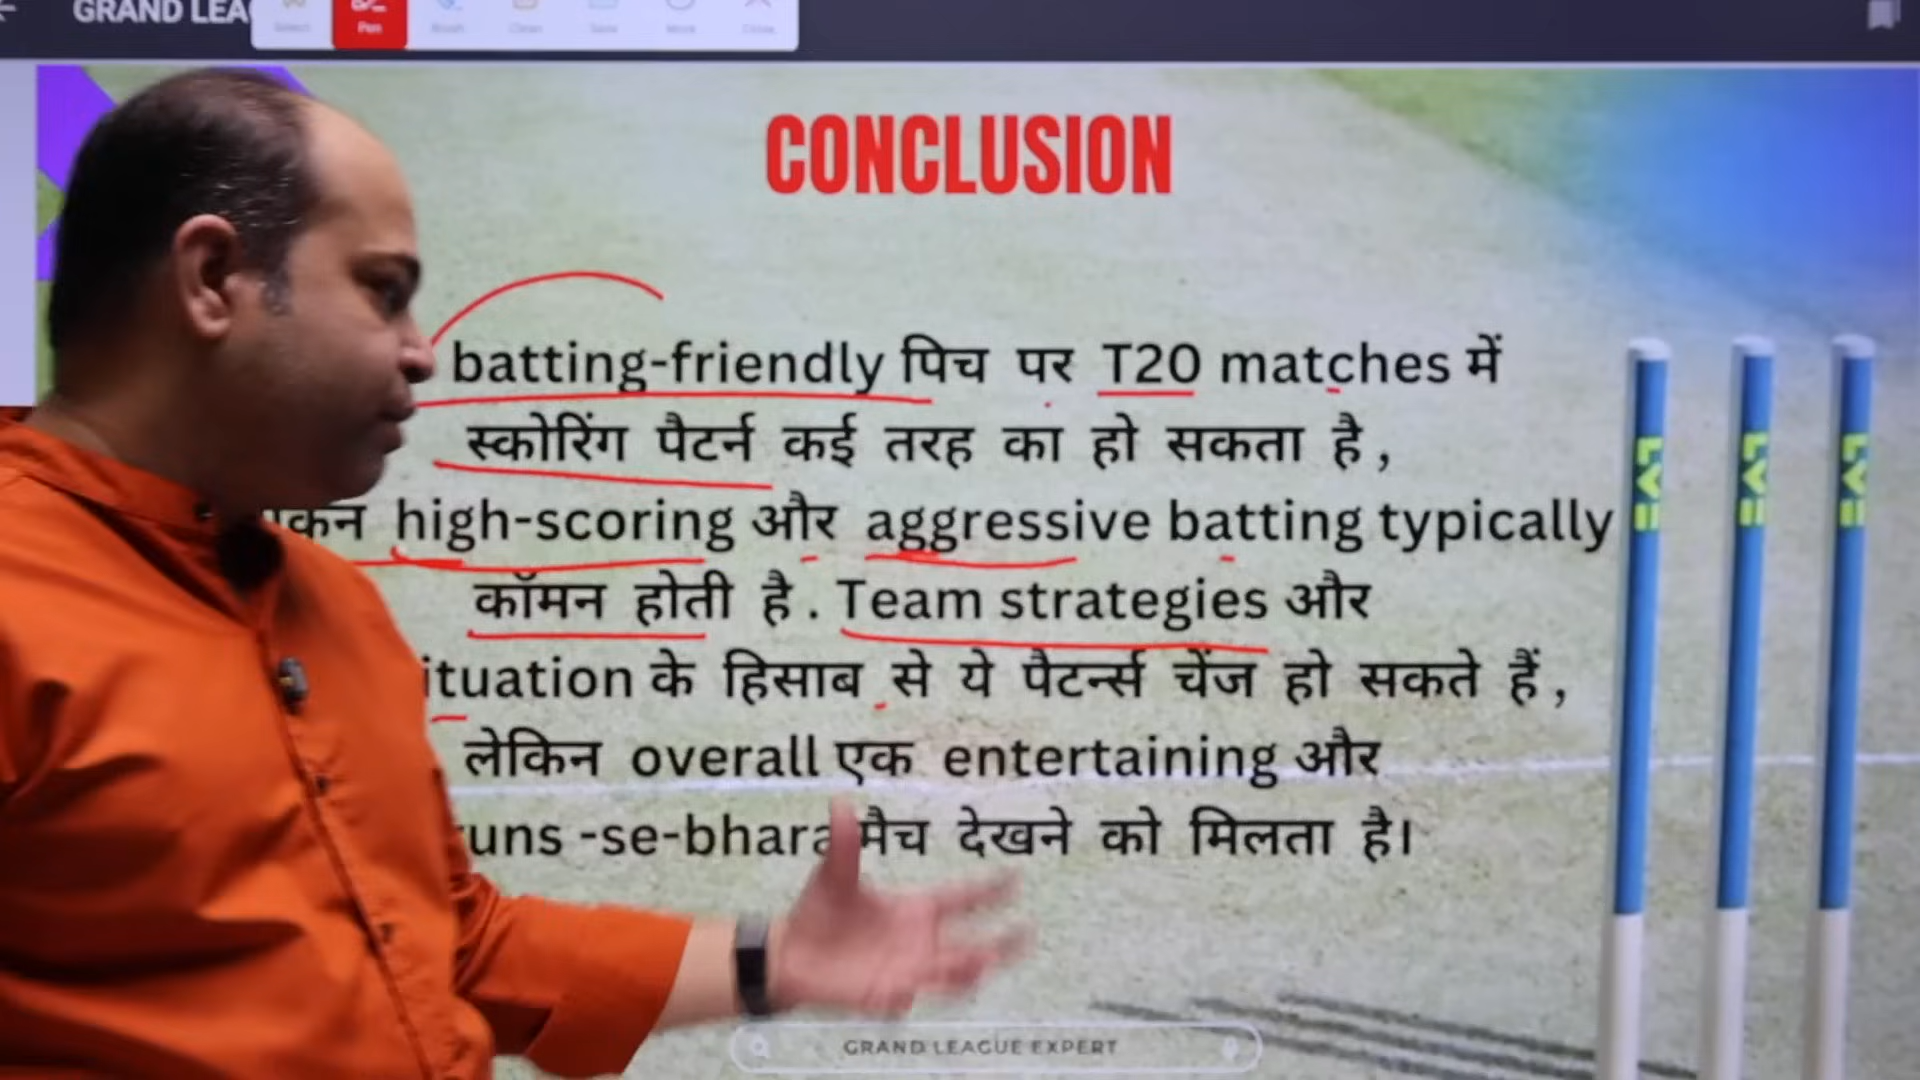 GRAND LEA
Pen
CONCLUSION
batting-friendly पिच पर T20 matches में
स्कोरिंग पैटर्न कई तरह का हो सकता है,
high-scoring और aggressive batting typically
कॉमन होती है. Team strategies और
ituation के हिसाब से ये पैटर्न्स चेंज हो सकते हैं,
लेकिन overall एक entertaining और
uns -se-bhara मैच देखने को मिलता है।
GRAND LEAGUE EXPERT